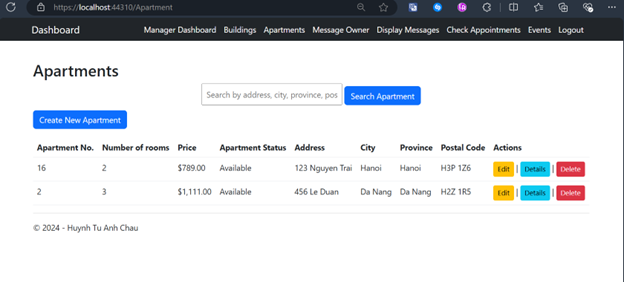 https://localhost:44310/Apartment
Dashboard Manager Dashboard Buildings Apartments Message Owner Display Messages Check Appointments Events Logout
Apartments
Search by address, city, province, pos Search Apartment
Create New Apartment
Apartment No. Number of rooms Price Apartment Status Address City Province Postal Code Actions
16 2 $789.00 Available 123 Nguyen Trai Hanoi Hanoi H3P 1Z6 Edit | Details | Delete
2 3 $1,111.00 Available 456 Le Duan Da Nang Da Nang H2Z 1R5 Edit | Details | Delete
© 2024 - Huynh Tu Anh Chau